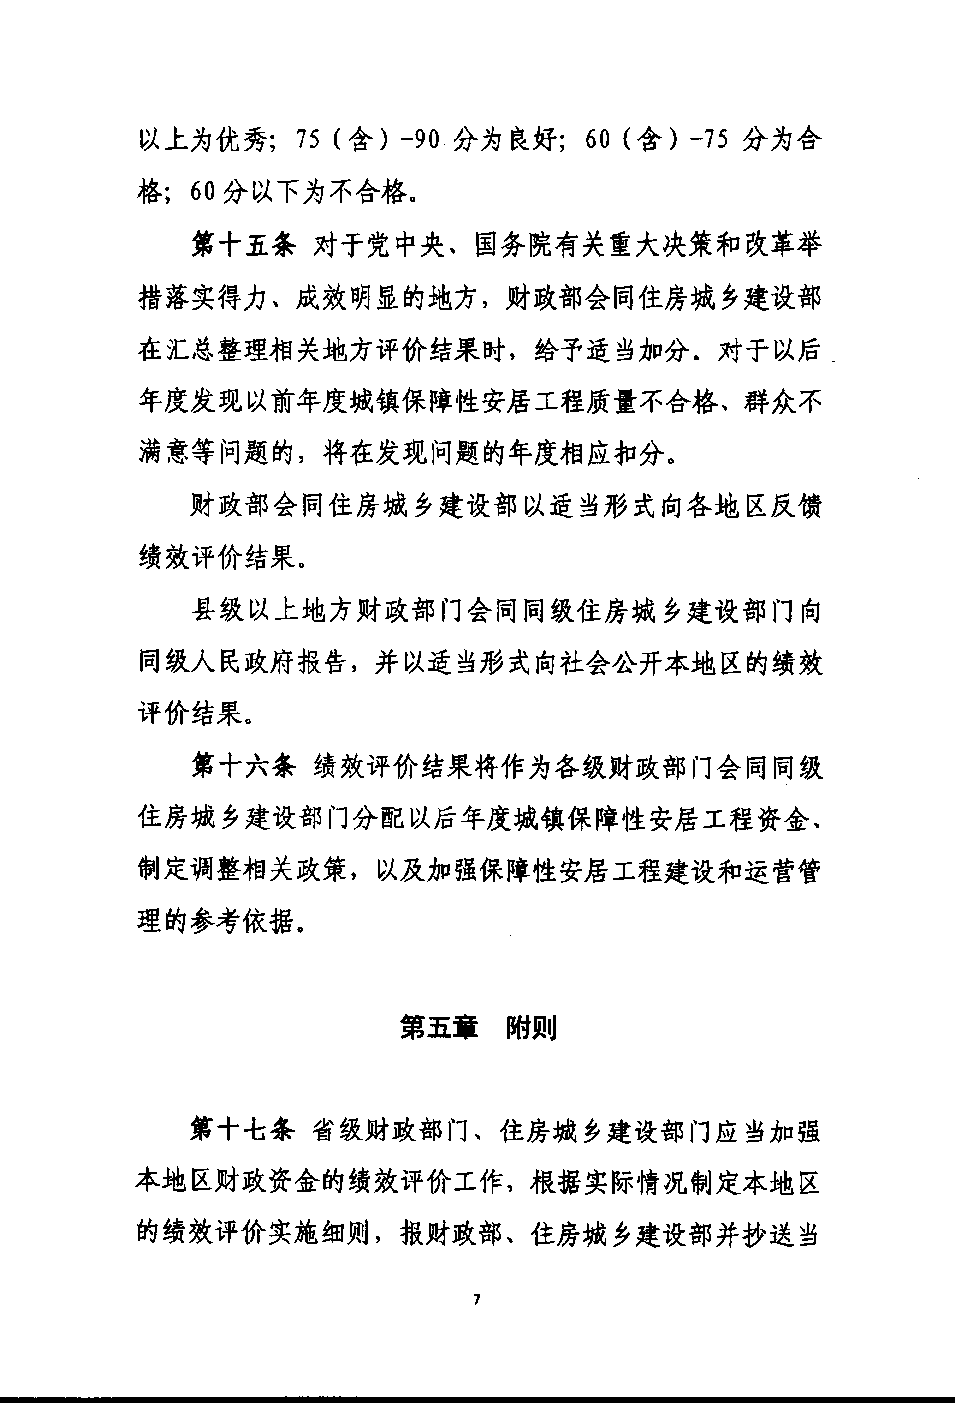 以上为优秀；75（含）-90 分为良好；60（含）-75 分为合
格；60 分以下为不合格。
第十五条 对于党中央、国务院有关重大决策和改革举
措落实得力、成效明显的地方，财政部会同住房城乡建设部
在汇总整理相关地方评价结果时，给予适当加分。对于以后
年度发现以前年度城镇保障性安居工程质量不合格、群众不
满意等问题的，将在发现问题的年度相应扣分。
财政部会同住房城乡建设部以适当形式向各地区反馈
绩效评价结果。
县级以上地方财政部门会同同级住房城乡建设部门向
同级人民政府报告，并以适当形式向社会公开本地区的绩效
评价结果。
第十六条 绩效评价结果将作为各级财政部门会同同级
住房城乡建设部门分配以后年度城镇保障性安居工程资金、
制定调整相关政策，以及加强保障性安居工程建设和运营管
理的参考依据。
第五章 附则
第十七条 省级财政部门、住房城乡建设部门应当加强
本地区财政资金的绩效评价工作，根据实际情况制定本地区
的绩效评价实施细则，报财政部、住房城乡建设部并抄送当
7